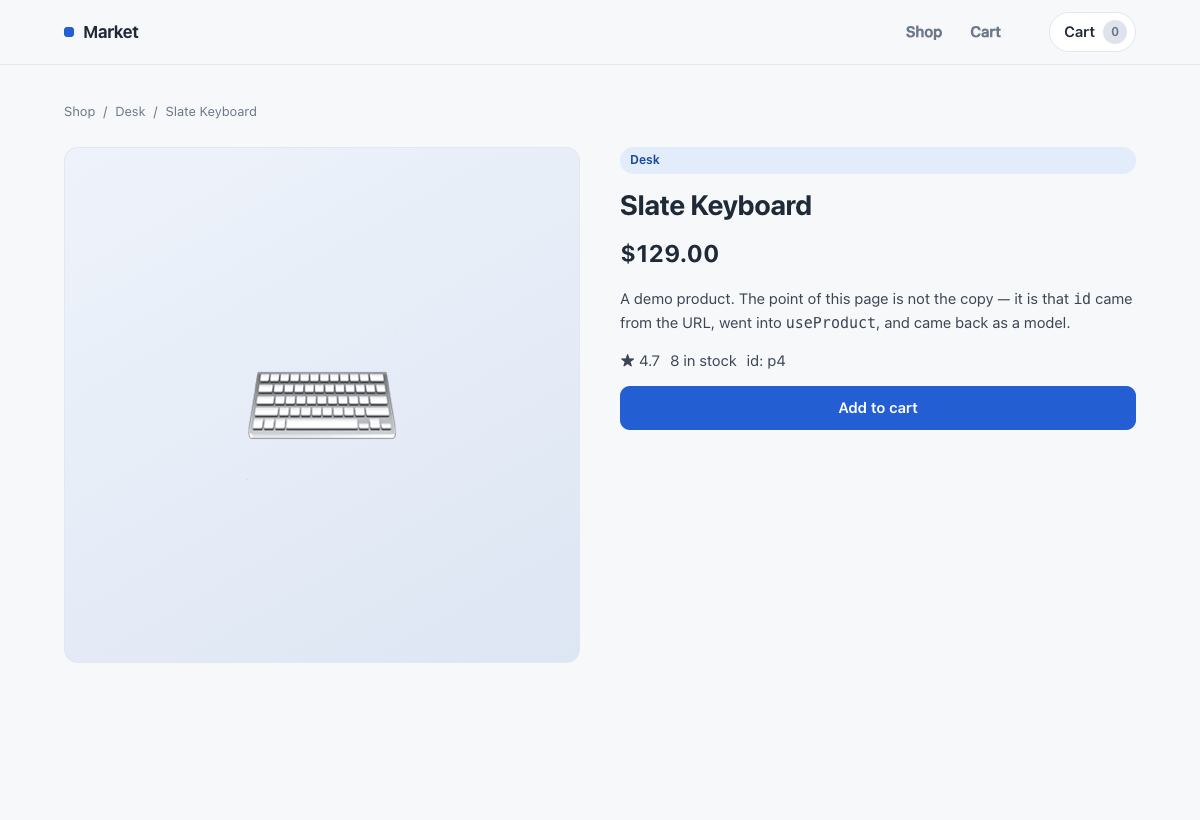 Market
Shop
Cart
Cart 0
Shop / Desk / Slate Keyboard
Desk
Slate Keyboard
$129.00
A demo product. The point of this page is not the copy — it is that id came
from the URL, went into useProduct, and came back as a model.
★ 4.7 8 in stock id: p4
Add to cart